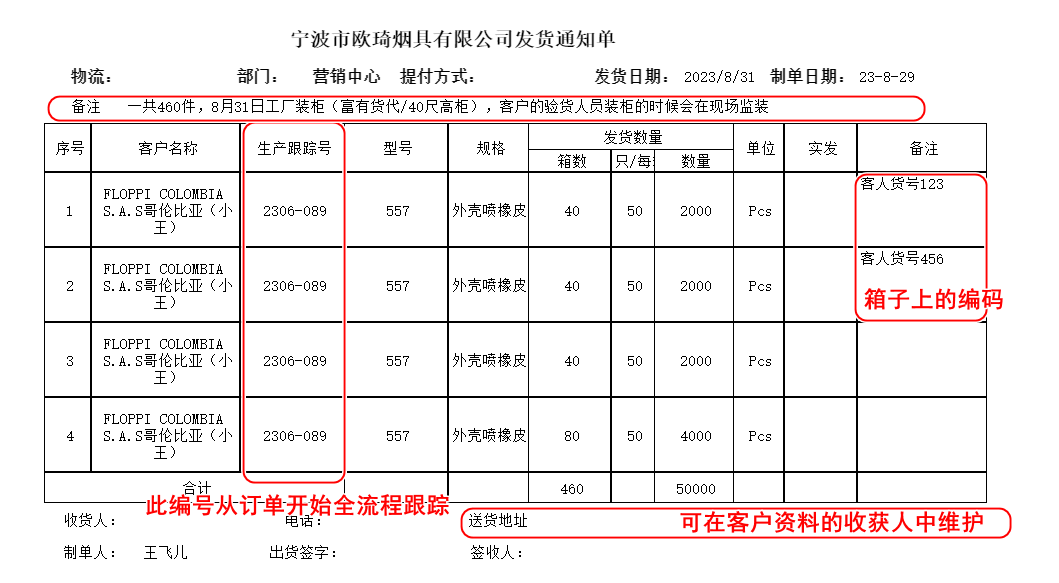 宁波市欧琦烟具有限公司发货通知单
物流： 部门： 营销中心 提付方式： 发货日期： 2023/8/31 制单日期： 23-8-29
备注 一共460件，8月31日工厂装柜（富有货代/40尺高柜），客户的验货人员装柜的时候会在现场监装
序号 客户名称 生产跟踪号 型号 规格 发货数量 单位 实发 备注
箱数 只/每 数量
1 FLOPPI COLOMBIA S.A.S哥伦比亚（小王） 2306-089 557 外壳喷橡皮 40 50 2000 Pcs 客人货号123
2 FLOPPI COLOMBIA S.A.S哥伦比亚（小王） 2306-089 557 外壳喷橡皮 40 50 2000 Pcs 客人货号456
箱子上的编码
3 FLOPPI COLOMBIA S.A.S哥伦比亚（小王） 2306-089 557 外壳喷橡皮 40 50 2000 Pcs
4 FLOPPI COLOMBIA S.A.S哥伦比亚（小王） 2306-089 557 外壳喷橡皮 80 50 4000 Pcs
合计 460 50000
此编号从订单开始全流程跟踪
收货人： 电话： 送货地址 可在客户资料的收获人中维护
制单人： 王飞儿 出货签字： 签收人：